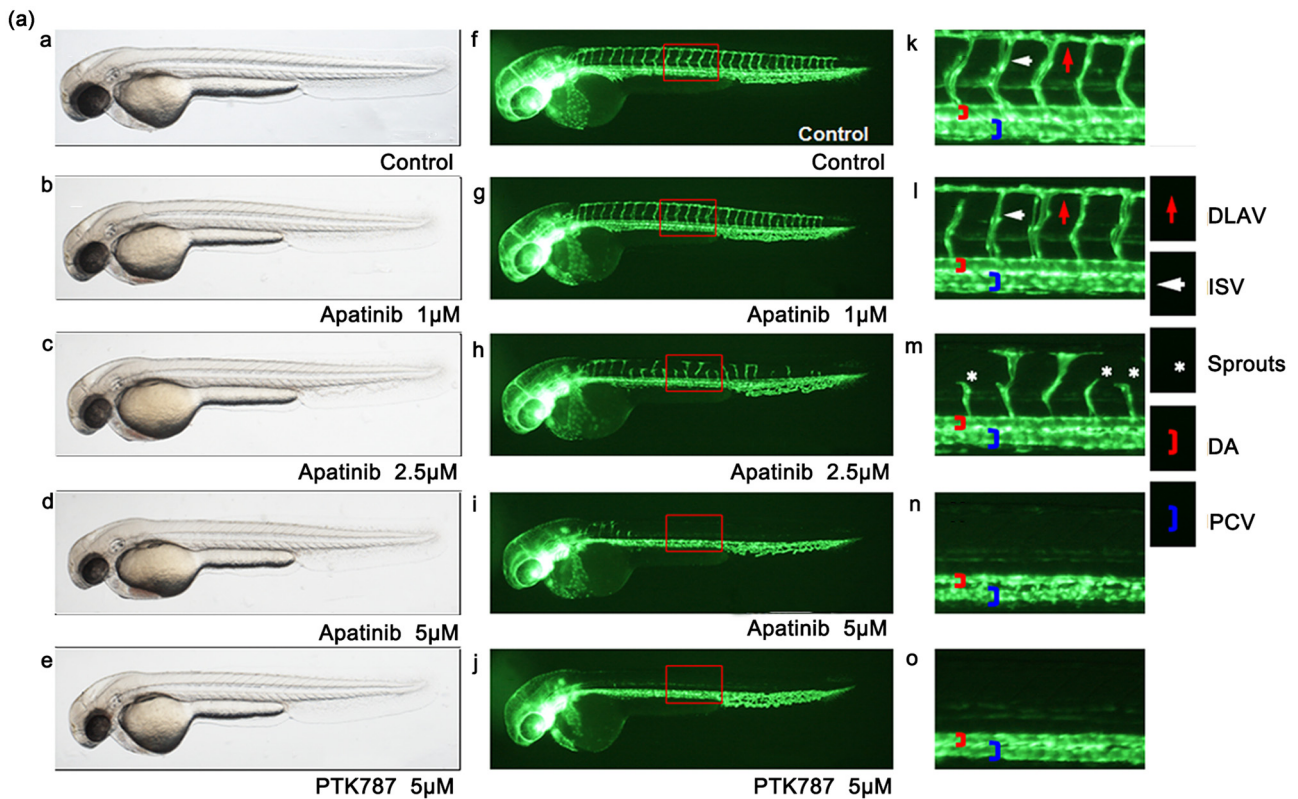 (a)
a
f
k
Control
Control
Control
b
g
l
DLAV
ISV
Apatinib 1µM
Apatinib 1µM
c
h
m
Sprouts
*
* * *
DA
Apatinib 2.5µM
Apatinib 2.5µM
d
i
n
PCV
Apatinib 5µM
Apatinib 5µM
e
j
o
PTK787 5µM
PTK787 5µM